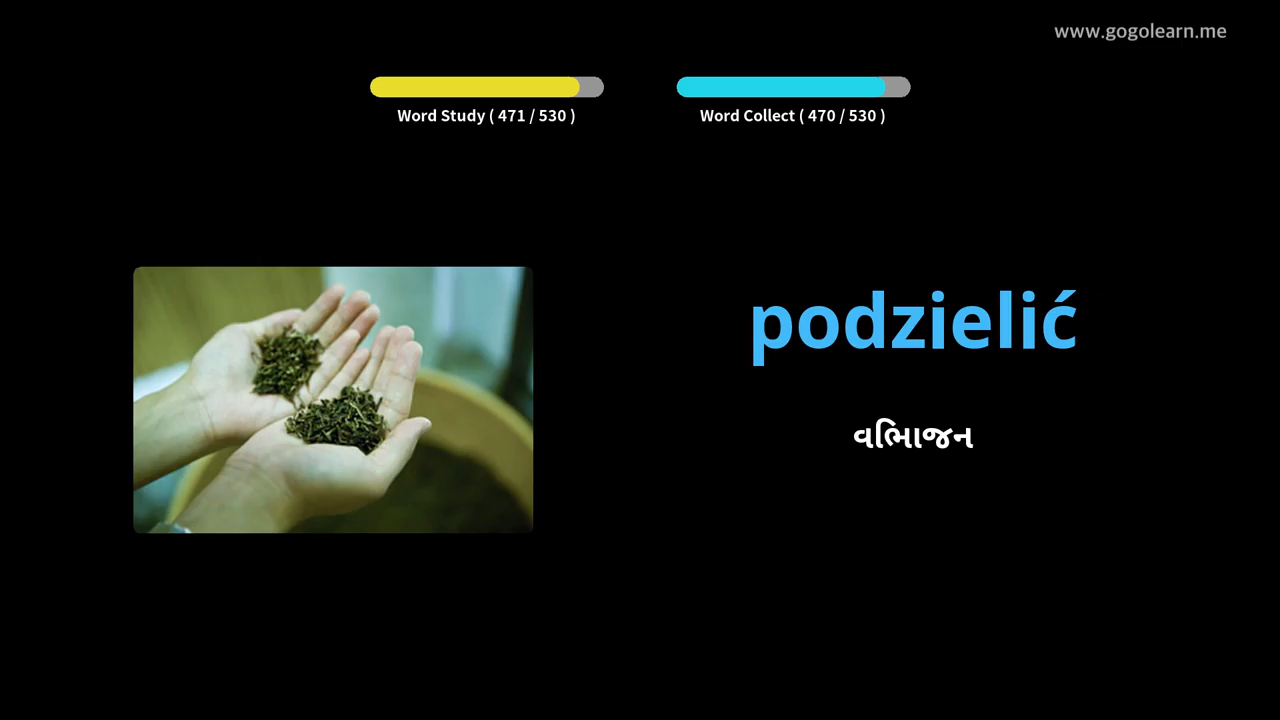 www.gogolearn.me
Word Study ( 471 / 530 )
Word Collect ( 470 / 530 )
podzielić
વિભાજન